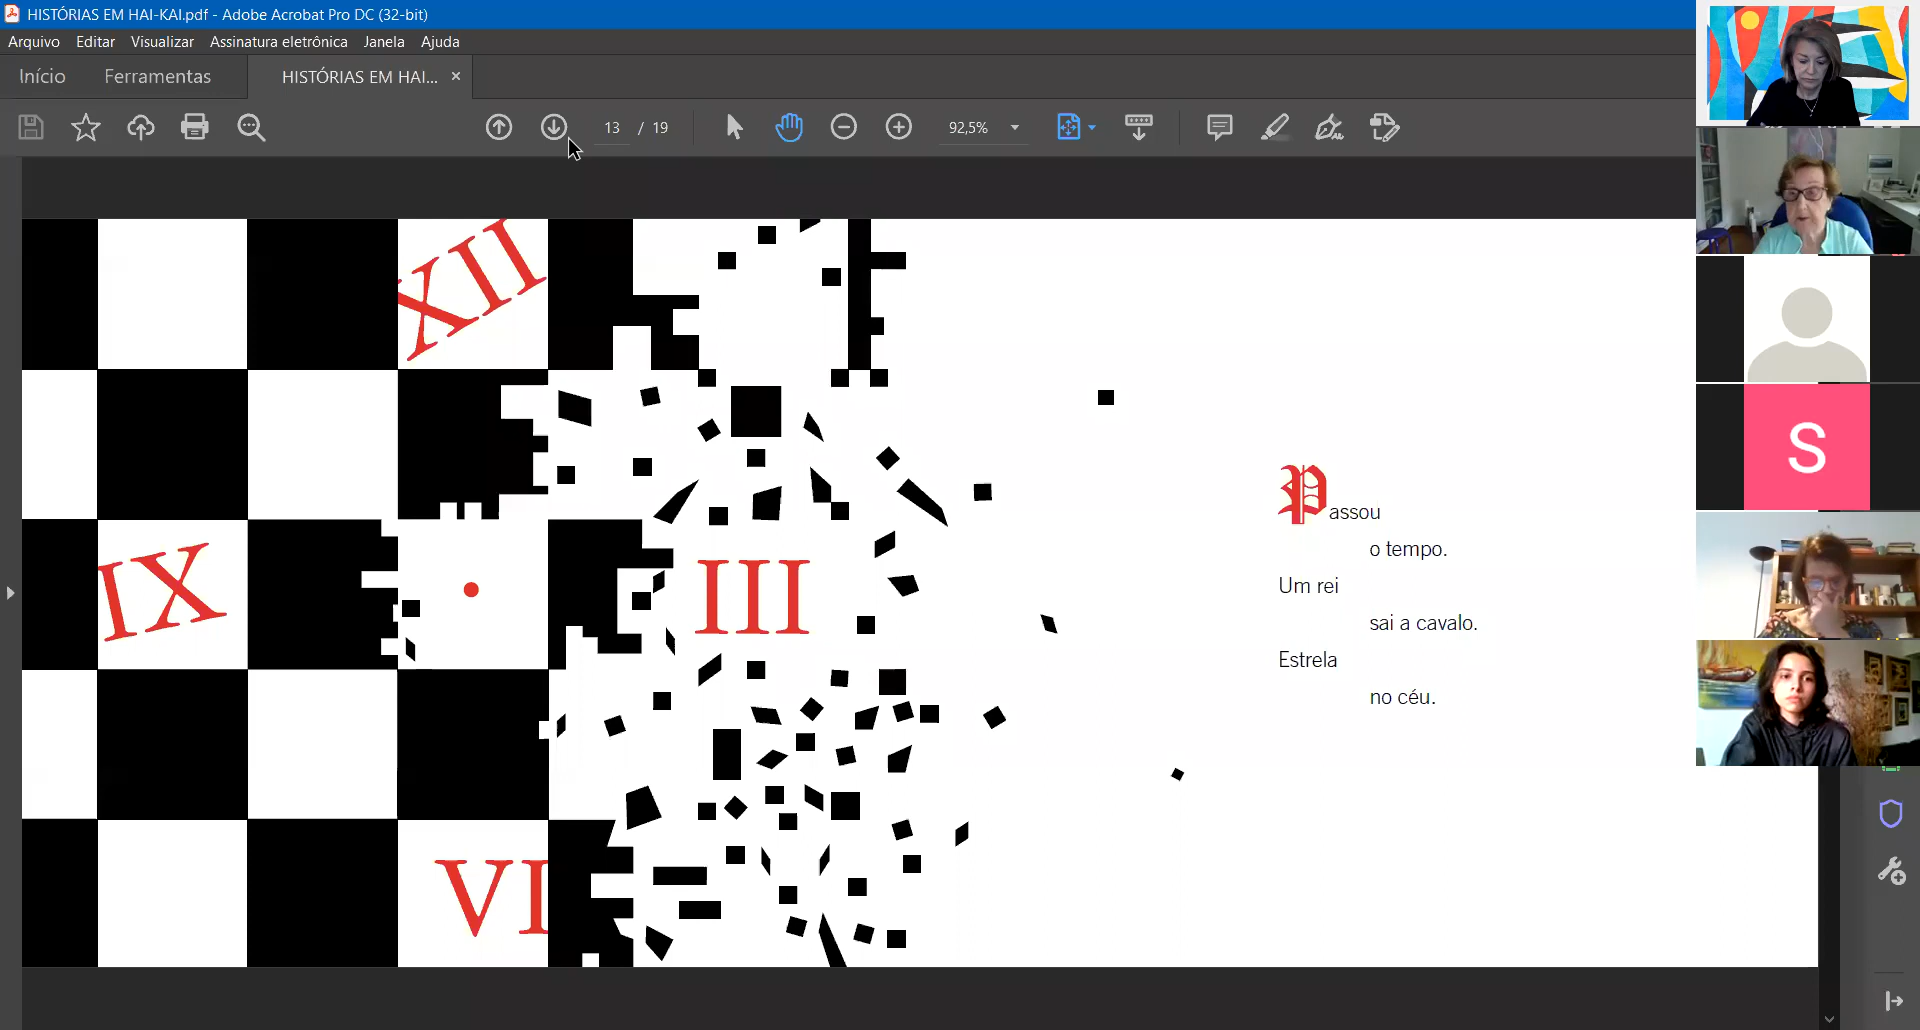 HISTÓRIAS EM HAI-KAI.pdf - Adobe Acrobat Pro DC (32-bit)
Arquivo Editar Visualizar Assinatura eletrônica Janela Ajuda
Início Ferramentas HISTÓRIAS EM HAI... ×
13 / 19 92,5%
XII
IX
III
VI
Passou
o tempo.
Um rei
sai a cavalo.
Estrela
no céu.
S